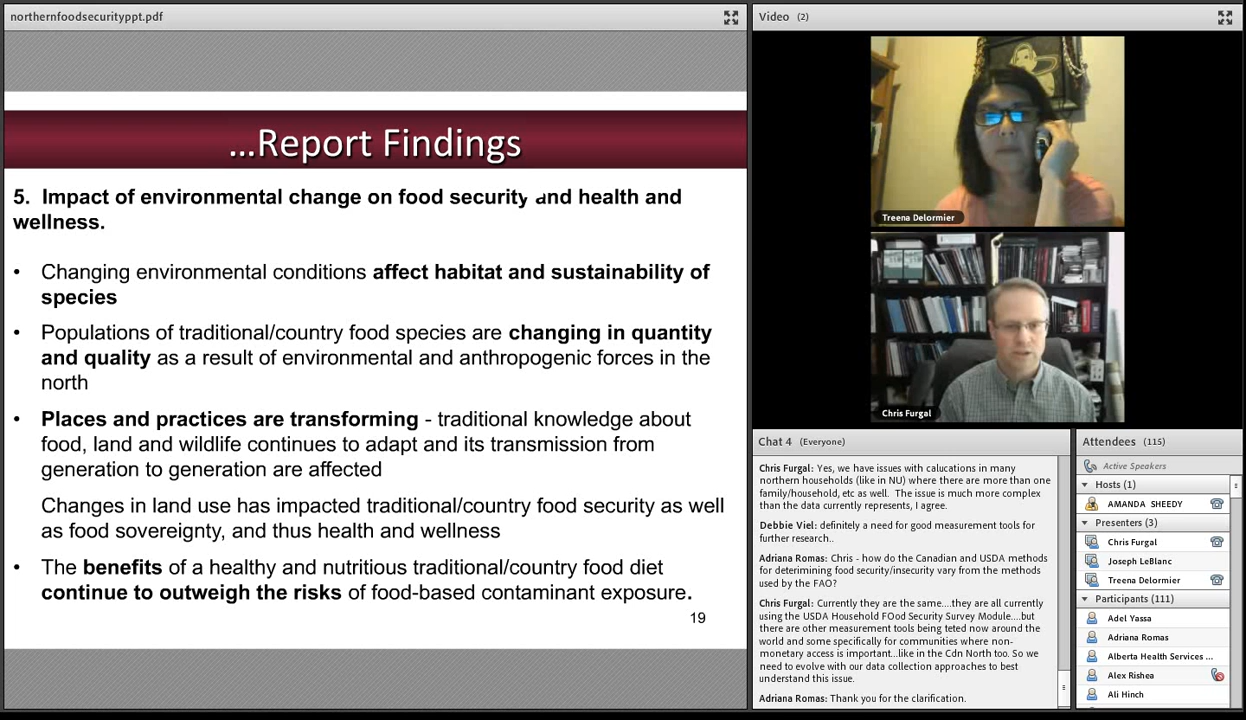 northernfoodsecurityppt.pdf
...Report Findings
5. Impact of environmental change on food security and health and
wellness.
• Changing environmental conditions affect habitat and sustainability of
species
• Populations of traditional/country food species are changing in quantity
and quality as a result of environmental and anthropogenic forces in the
north
• Places and practices are transforming - traditional knowledge about
food, land and wildlife continues to adapt and its transmission from
generation to generation are affected
Changes in land use has impacted traditional/country food security as well
as food sovereignty, and thus health and wellness
• The benefits of a healthy and nutritious traditional/country food diet
continue to outweigh the risks of food-based contaminant exposure.
19
Video (2)
Treena Delormier
Chris Furgal
Chat 4 (Everyone)
Chris Furgal: Yes, we have issues with calucations in many
northern households (like in NU) where there are more than one
family/household, etc as well. The issue is much more complex
than the data currently represents, I agree.
Debbie Viel: definitely a need for good measurement tools for
further research..
Adriana Romas: Chris - how do the Canadian and USDA methods
for deterimining food security/insecurity vary from the methods
used by the FAO?
Chris Furgal: Currently they are the same....they are all currently
using the USDA Household FOod Security Survey Module....but
there are other measurement tools being teted now around the
world and some specifically for communities where non-
monetary access is important...like in the Cdn North too. So we
need to evolve with our data collection approaches to best
understand this issue.
Adriana Romas: Thank you for the clarification.
Attendees (115)
Active Speakers
Hosts (1)
AMANDA SHEEDY
Presenters (3)
Chris Furgal
Joseph LeBlanc
Treena Delormier
Participants (111)
Adel Yassa
Adriana Romas
Alberta Health Services ...
Alex Rishea
Ali Hinch